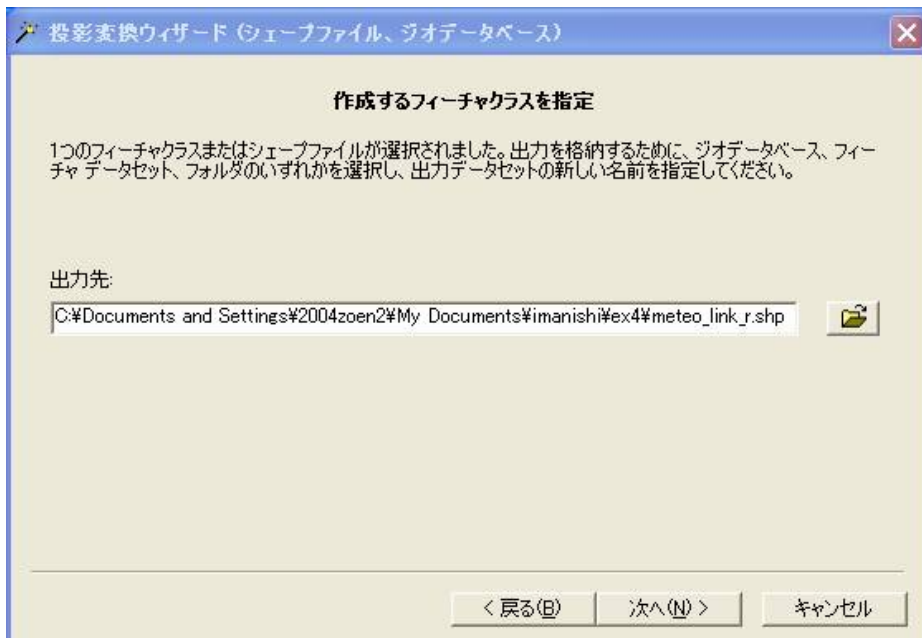 投影変換ウィザード (シェープファイル、ジオデータベース)
作成するフィーチャクラスを指定
1つのフィーチャクラスまたはシェープファイルが選択されました。出力を格納するために、ジオデータベース、フィー
チャ データセット、フォルダのいずれかを選択し、出力データセットの新しい名前を指定してください。
出力先:
C:¥Documents and Settings¥2004zoen2¥My Documents¥imanishi¥ex4¥meteo_link_r.shp
< 戻る(B) 次へ(N) > キャンセル